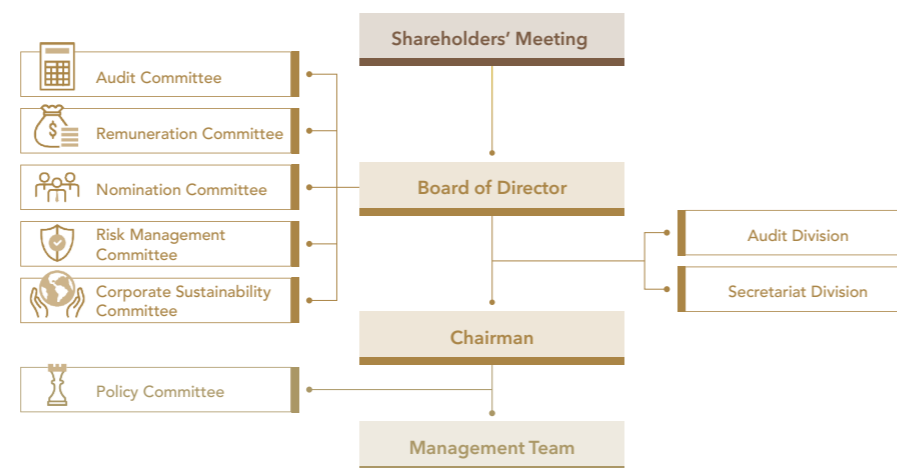 Shareholders' Meeting
Audit Committee
Remuneration Committee
Nomination Committee
Risk Management
Committee
Corporate Sustainability
Committee
Board of Director
Audit Division
Secretariat Division
Chairman
Policy Committee
Management Team